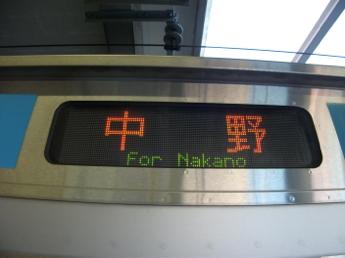 中野
For Nakano